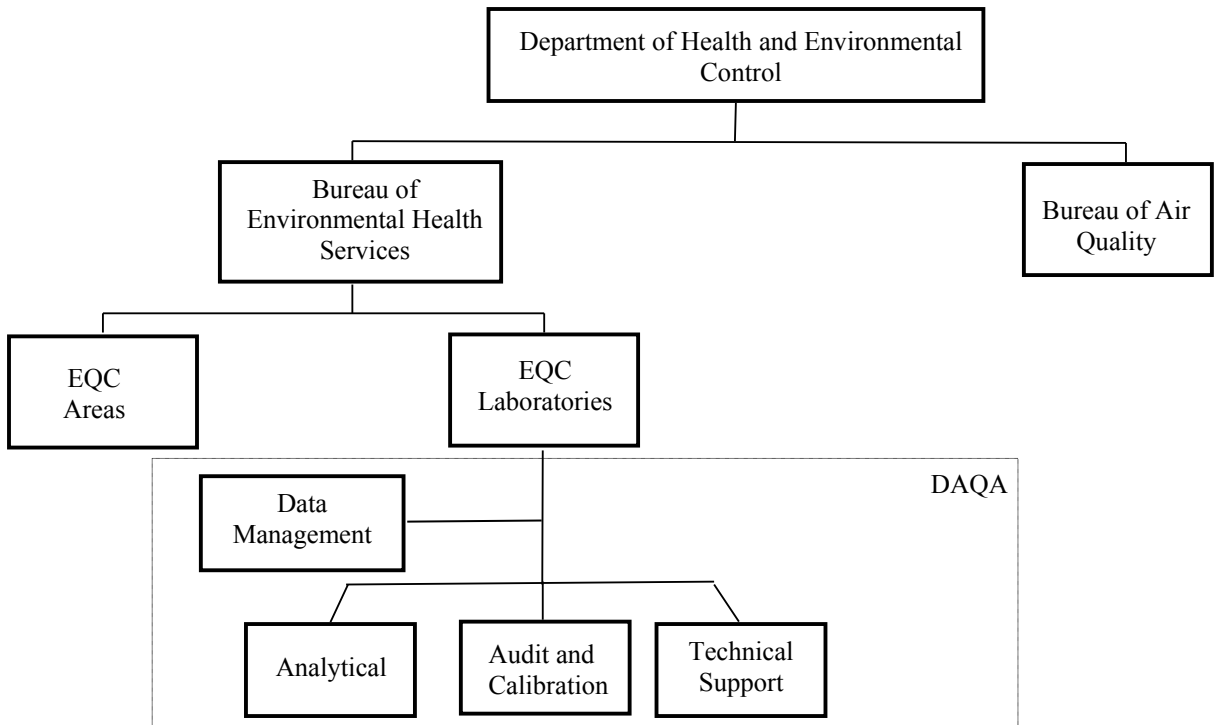 Department of Health and Environmental
Control
Bureau of
Environmental Health
Services
Bureau of Air
Quality
EQC
Areas
EQC
Laboratories
DAQA
Data
Management
Analytical
Audit and
Calibration
Technical
Support